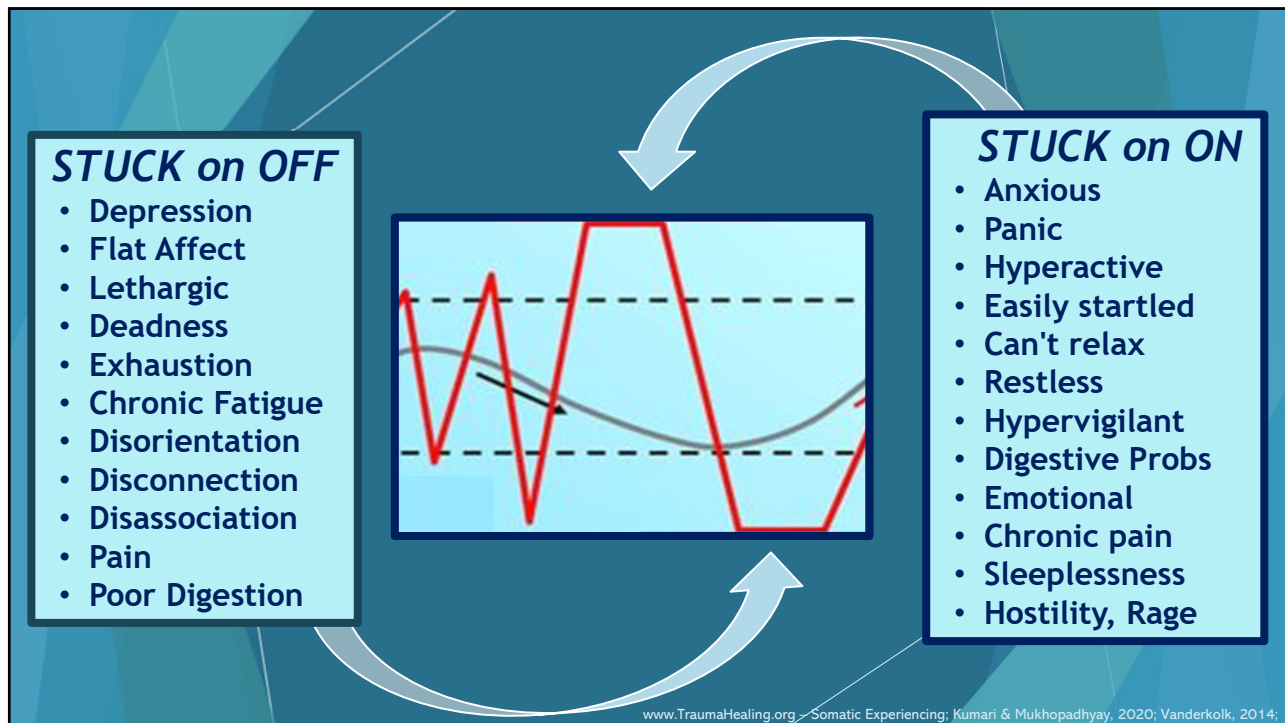 STUCK on OFF
• Depression
• Flat Affect
• Lethargic
• Deadness
• Exhaustion
• Chronic Fatigue
• Disorientation
• Disconnection
• Disassociation
• Pain
• Poor Digestion
STUCK on ON
• Anxious
• Panic
• Hyperactive
• Easily startled
• Can't relax
• Restless
• Hypervigilant
• Digestive Probs
• Emotional
• Chronic pain
• Sleeplessness
• Hostility, Rage
www.TraumaHealing.org – Somatic Experiencing; Kumari & Mukhopadhyay, 2020; Vanderkolk, 2014;